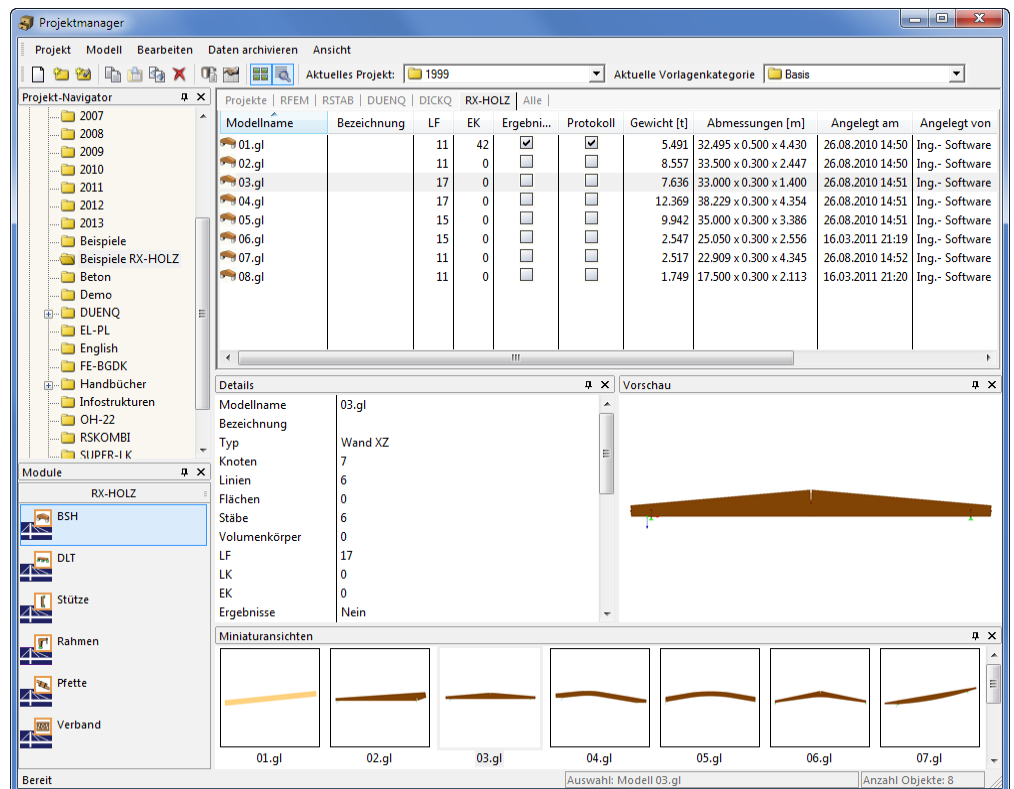 Projektmanager
Projekt Modell Bearbeiten Daten archivieren Ansicht
Aktuelles Projekt: 1999 Aktuelle Vorlagenkategorie Basis
Projekt-Navigator
2007
2008
2009
2010
2011
2012
2013
Beispiele
Beispiele RX-HOLZ
Beton
Demo
DUENQ
EL-PL
English
FE-BGDK
Handbücher
Infostrukturen
OH-22
RSKOMBI
SUPER-LK
Projekte | RFEM | RSTAB | DUENQ | DICKQ RX-HOLZ | Alle |
Modellname Bezeichnung LF EK Ergebni... Protokoll Gewicht [t] Abmessungen [m] Angelegt am Angelegt von
01.gl 11 42 5.491 32.495 x 0.500 x 4.430 26.08.2010 14:50 Ing.- Software
02.gl 11 0 8.557 33.500 x 0.300 x 2.447 26.08.2010 14:50 Ing.- Software
03.gl 17 0 7.636 33.000 x 0.300 x 1.400 26.08.2010 14:51 Ing.- Software
04.gl 17 0 12.369 38.229 x 0.300 x 4.354 26.08.2010 14:51 Ing.- Software
05.gl 15 0 9.942 35.000 x 0.300 x 3.386 26.08.2010 14:51 Ing.- Software
06.gl 15 0 2.547 25.050 x 0.300 x 2.556 16.03.2011 21:19 Ing.- Software
07.gl 11 0 2.517 22.909 x 0.300 x 4.345 26.08.2010 14:52 Ing.- Software
08.gl 11 0 1.749 17.500 x 0.300 x 2.113 16.03.2011 21:20 Ing.- Software
Details
Modellname 03.gl
Bezeichnung
Typ Wand XZ
Knoten 7
Linien 6
Flächen 0
Stäbe 6
Volumenkörper 0
LF 17
LK 0
EK 0
Ergebnisse Nein
Vorschau
Module
RX-HOLZ
BSH
DLT
Stütze
Rahmen
Pfette
Verband
Miniaturansichten
01.gl 02.gl 03.gl 04.gl 05.gl 06.gl 07.gl
Bereit Auswahl: Modell 03.gl Anzahl Objekte: 8